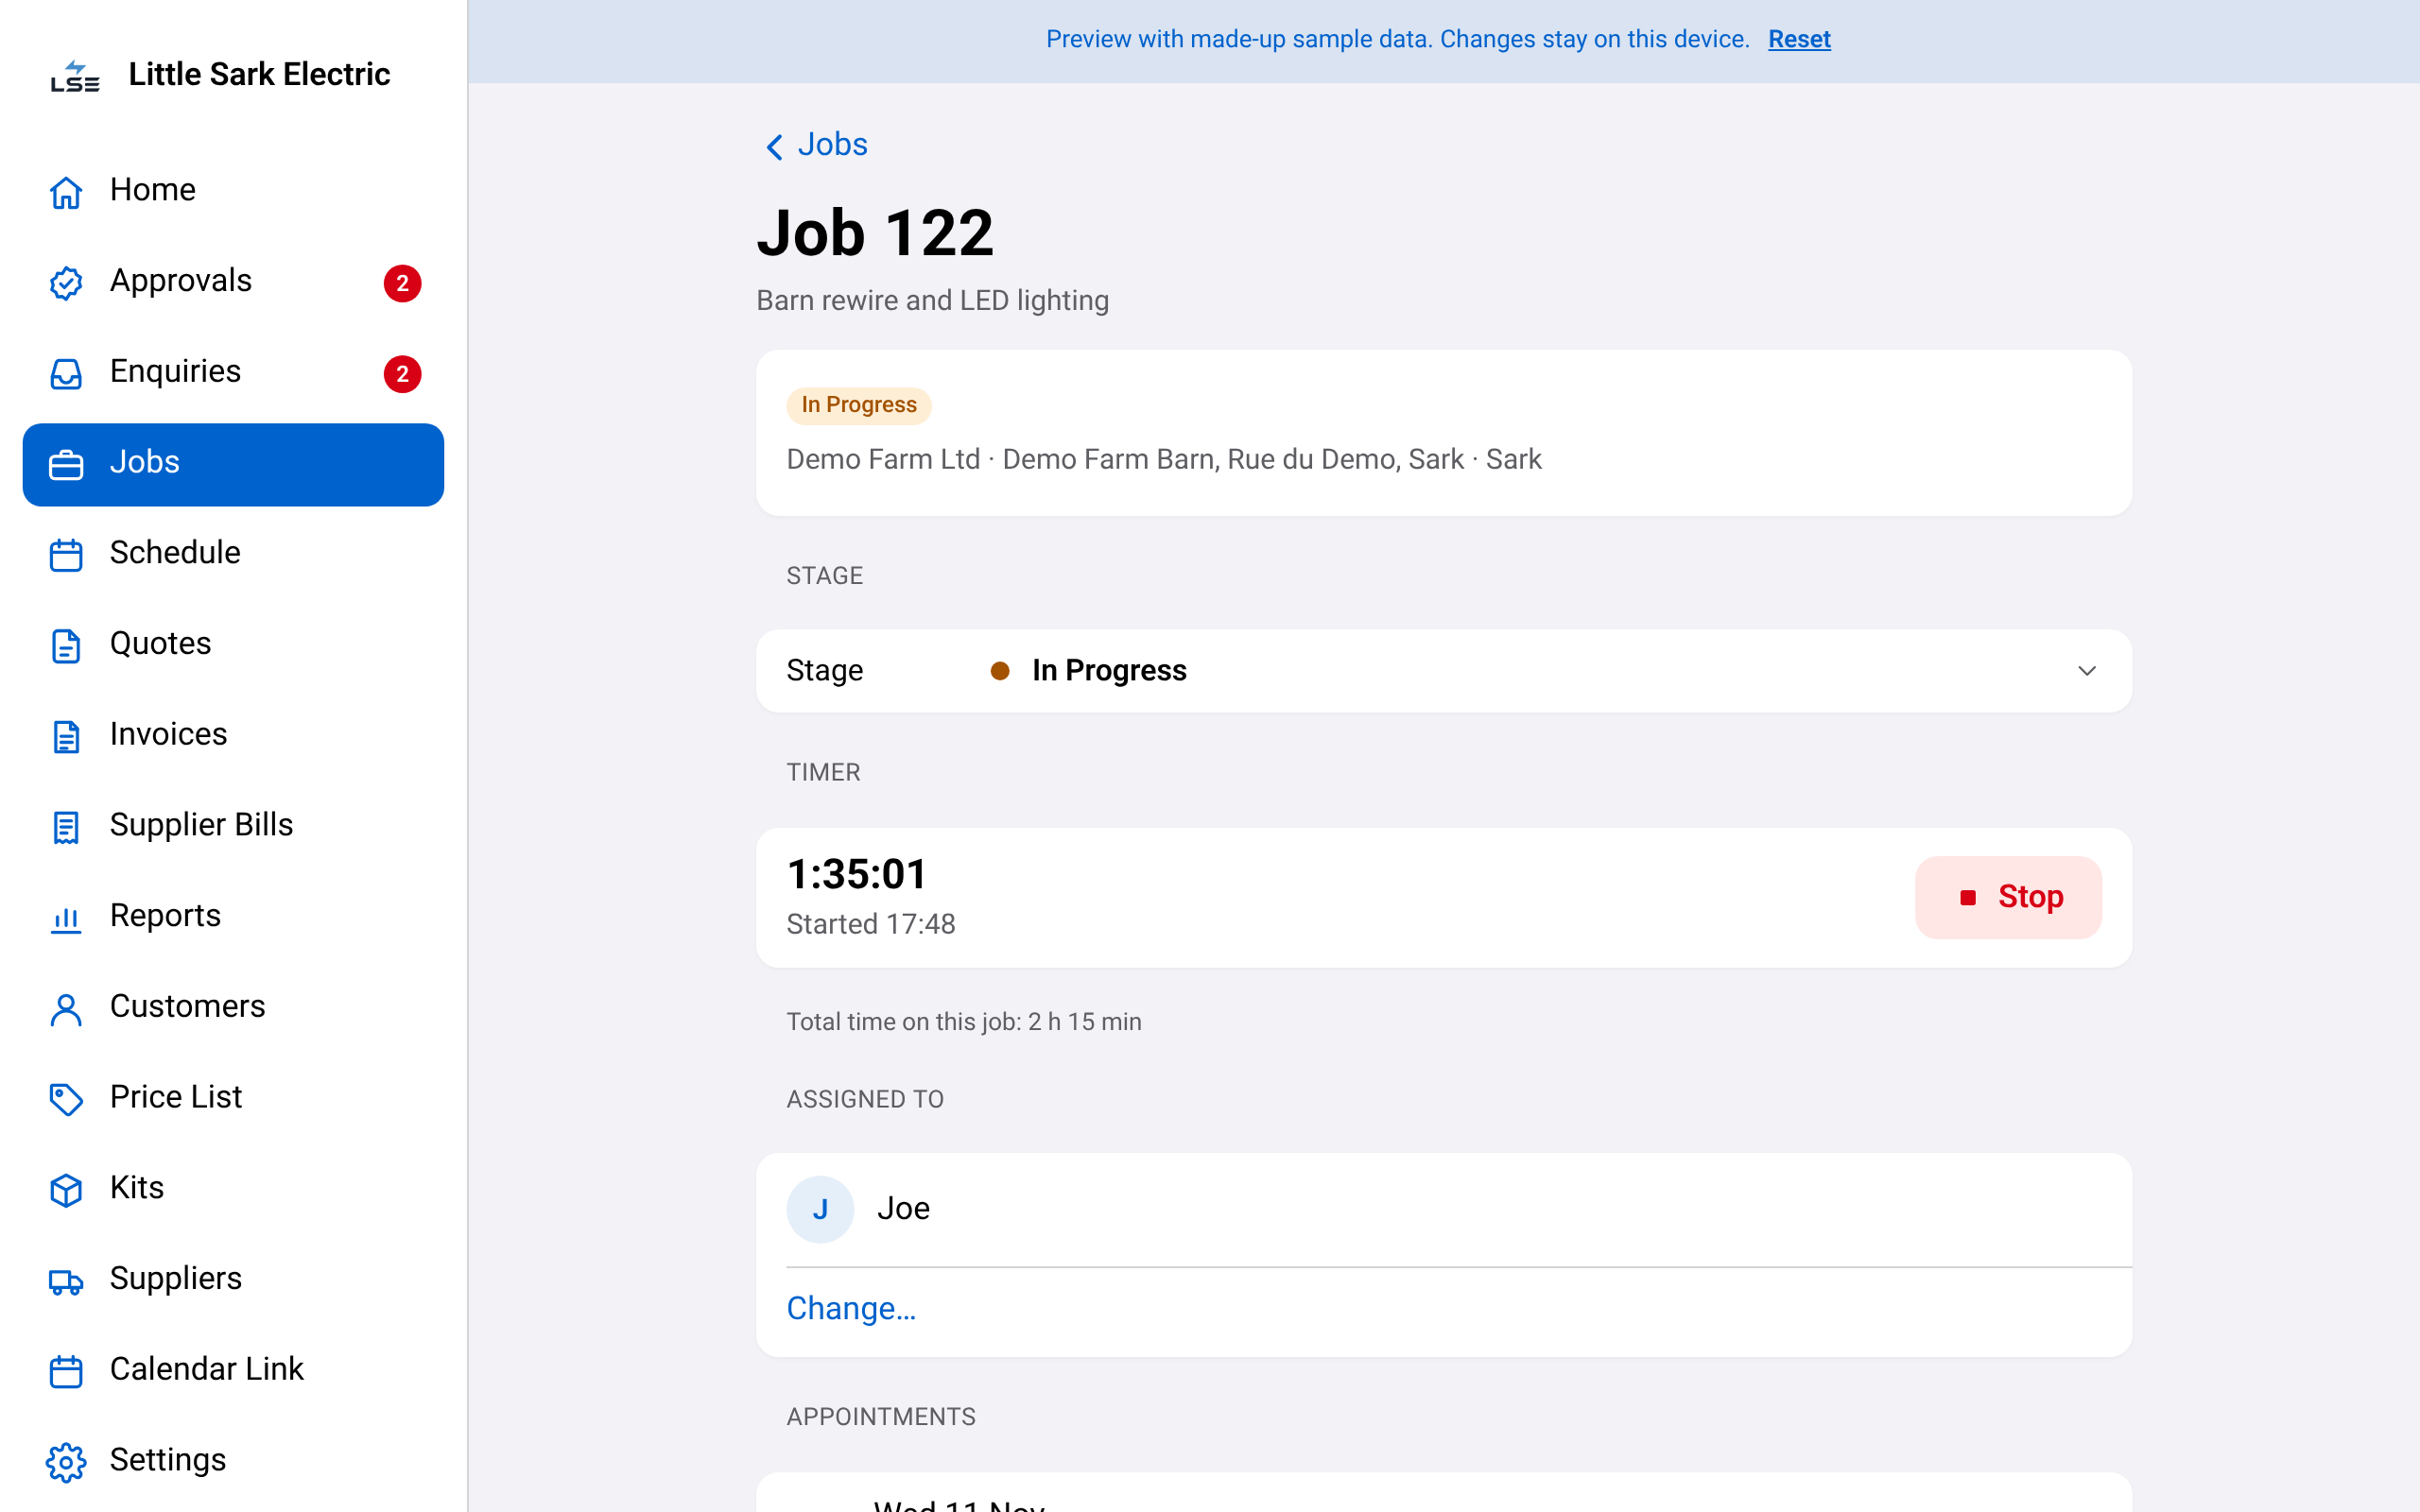 Preview with made-up sample data. Changes stay on this device. Reset
LSE Little Sark Electric
Home
Approvals 2
Enquiries 2
Jobs
Schedule
Quotes
Invoices
Supplier Bills
Reports
Customers
Price List
Kits
Suppliers
Calendar Link
Settings
Jobs
Job 122
Barn rewire and LED lighting
In Progress
Demo Farm Ltd · Demo Farm Barn, Rue du Demo, Sark · Sark
STAGE
Stage In Progress
TIMER
1:35:01
Started 17:48
Stop
Total time on this job: 2 h 15 min
ASSIGNED TO
J Joe
Change...
APPOINTMENTS
Wed 11 Nov